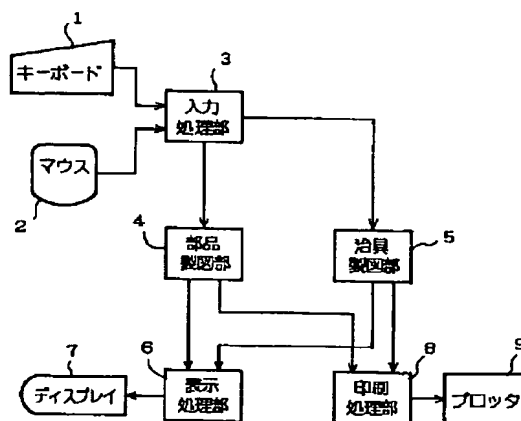 1
キーボード
3
入力
処理部
マウス
2
4
部品
製図部
5
治具
製図部
7
ディスプレイ
6
表示
処理部
8
印刷
処理部
9
プロッタ